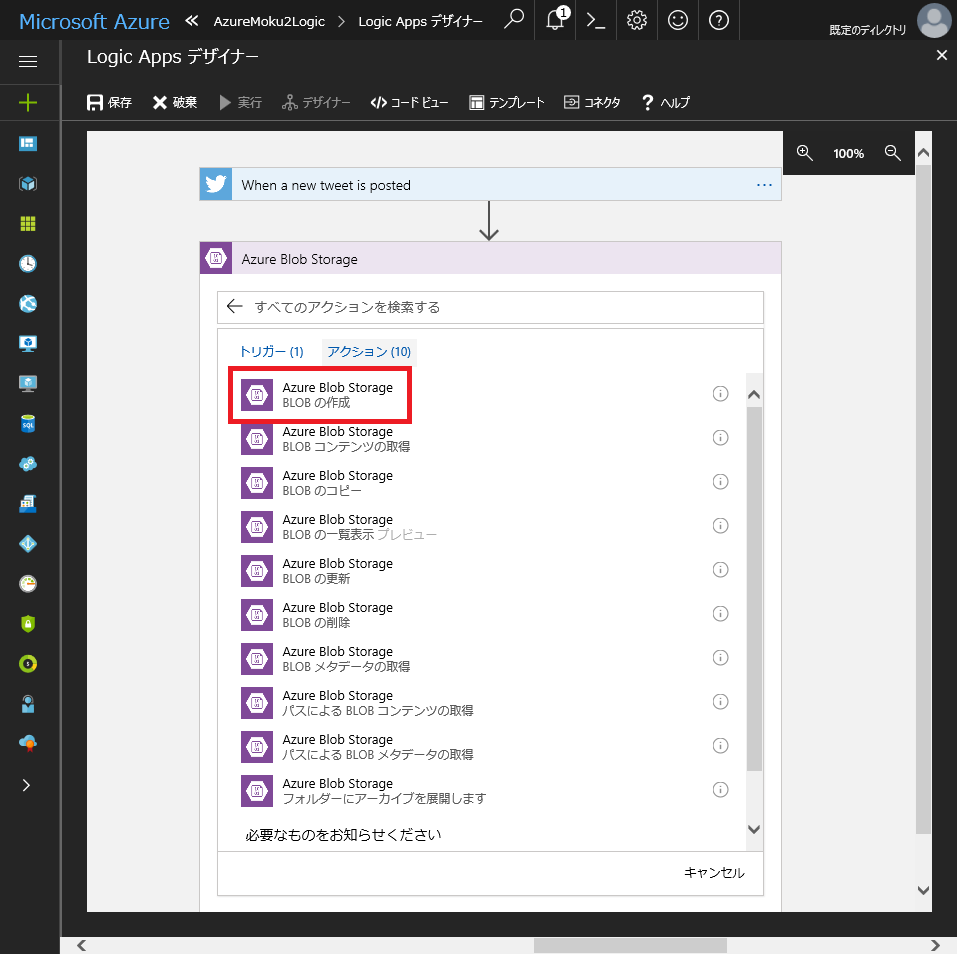 Microsoft Azure « AzureMoku2Logic > Logic Apps デザイナー 1 既定のディレクトリ
Logic Apps デザイナー
保存 破棄 実行 デザイナー コード ビュー テンプレート コネクタ ヘルプ
100%
When a new tweet is posted ...
Azure Blob Storage
すべてのアクションを検索する
トリガー (1) アクション (10)
Azure Blob Storage
BLOB の作成
Azure Blob Storage
BLOB コンテンツの取得
Azure Blob Storage
BLOB のコピー
Azure Blob Storage
BLOB の一覧表示 プレビュー
Azure Blob Storage
BLOB の更新
Azure Blob Storage
BLOB の削除
Azure Blob Storage
BLOB メタデータの取得
Azure Blob Storage
パスによる BLOB コンテンツの取得
Azure Blob Storage
パスによる BLOB メタデータの取得
Azure Blob Storage
フォルダーにアーカイブを展開します
必要なものをお知らせください
キャンセル
SQL